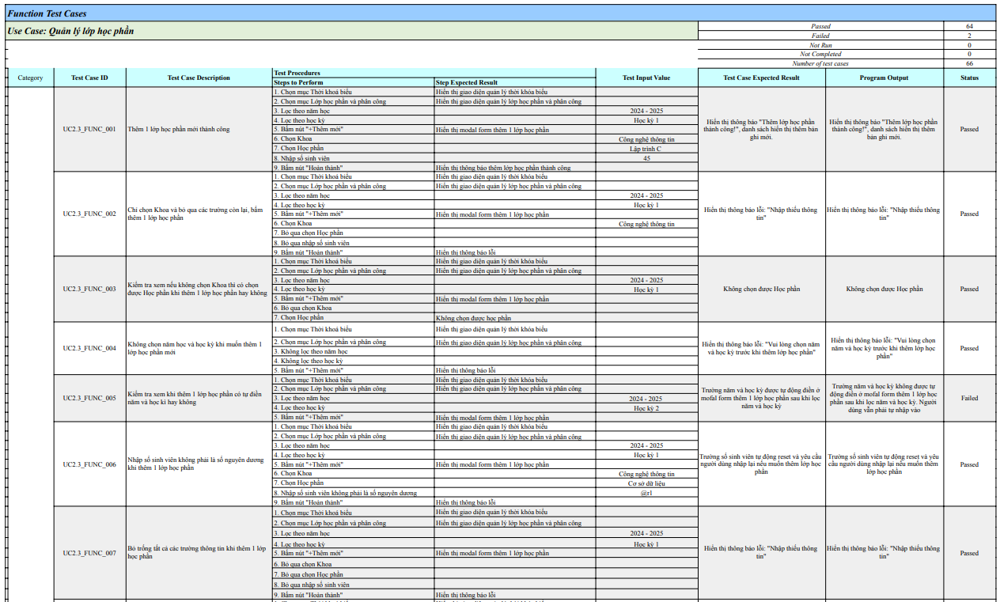 Function Test Cases
Use Case: Quản lý lớp học phần
Passed 64
Failed 2
Not Run 0
Not Completed 0
Number of test cases 66
Category Test Case ID Test Case Description Test Procedures Test Input Value Test Case Expected Result Program Output Status
Steps to Perform Step Expected Result
UC2.3_FUNC_001
Thêm 1 lớp học phần mới thành công
1. Chọn mục Thời khoá biểu Hiển thị giao diện quản lý thời khóa biểu
2. Chọn mục Lớp học phần và phân công Hiển thị giao diện quản lý lớp học phần và phân công
3. Lọc theo năm học 2024 - 2025
4. Lọc theo học kỳ Học kỳ 1
5. Bấm nút "+Thêm mới" Hiển thị modal form thêm 1 lớp học phần
6. Chọn Khoa Công nghệ thông tin
7. Chọn Học phần Lập trình C
8. Nhập số sinh viên 45
9. Bấm nút "Hoàn thành" Hiển thị thông báo thêm lớp học phần thành công
Hiển thị thông báo "Thêm lớp học phần
thành công!", danh sách hiển thị thêm bản
ghi mới.
Hiển thị thông báo "Thêm lớp học phần
thành công!", danh sách hiển thị thêm
bản ghi mới.
Passed
UC2.3_FUNC_002
Chỉ chọn Khoa và bỏ qua các trường còn lại, bấm
thêm 1 lớp học phần
1. Chọn mục Thời khoá biểu Hiển thị giao diện quản lý thời khóa biểu
2. Chọn mục Lớp học phần và phân công Hiển thị giao diện quản lý lớp học phần và phân công
3. Lọc theo năm học 2024 - 2025
4. Lọc theo học kỳ Học kỳ 1
5. Bấm nút "+Thêm mới" Hiển thị modal form thêm 1 lớp học phần
6. Chọn Khoa Công nghệ thông tin
7. Bỏ qua chọn Học phần
8. Bỏ qua nhập số sinh viên
9. Bấm nút "Hoàn thành" Hiển thị thông báo lỗi
Hiển thị thông báo lỗi: "Nhập thiếu thông
tin"
Hiển thị thông báo lỗi: "Nhập thiếu thông
tin"
Passed
UC2.3_FUNC_003
Kiểm tra xem nếu không chọn Khoa thì có chọn
được Học phần khi thêm 1 lớp học phần hay không
1. Chọn mục Thời khoá biểu Hiển thị giao diện quản lý thời khóa biểu
2. Chọn mục Lớp học phần và phân công Hiển thị giao diện quản lý lớp học phần và phân công
3. Lọc theo năm học 2024 - 2025
4. Lọc theo học kỳ Học kỳ 1
5. Bấm nút "+Thêm mới" Hiển thị modal form thêm 1 lớp học phần
6. Bỏ qua chọn Khoa
7. Chọn Học phần Không chọn được học phần
Không chọn được Học phần
Không chọn được Học phần
Passed
UC2.3_FUNC_004
Không chọn năm học và học kỳ khi muốn thêm 1
lớp học phần mới
1. Chọn mục Thời khoá biểu Hiển thị giao diện quản lý thời khóa biểu
2. Chọn mục Lớp học phần và phân công Hiển thị giao diện quản lý lớp học phần và phân công
3. Không lọc theo năm học
4. Không lọc theo học kỳ
5. Bấm nút "+Thêm mới" Hiển thị thông báo lỗi
Hiển thị thông báo lỗi: "Vui lòng chọn năm
và học kỳ trước khi thêm lớp học phần"
Hiển thị thông báo lỗi: "Vui lòng chọn
năm và học kỳ trước khi thêm lớp học
phần"
Passed
UC2.3_FUNC_005
Kiểm tra xem khi thêm 1 lớp học phần có tự điền
năm và học kì hay không
1. Chọn mục Thời khoá biểu Hiển thị giao diện quản lý thời khóa biểu
2. Chọn mục Lớp học phần và phân công Hiển thị giao diện quản lý lớp học phần và phân công
3. Lọc theo năm học 2024 - 2025
4. Lọc theo học kỳ Học kỳ 2
5. Bấm nút "+Thêm mới" Hiển thị modal form thêm 1 lớp học phần
Trường năm và học kỳ được tự động điền ở
mofal form thêm 1 lớp học phần sau khi lọc
năm và học kỳ
Trường năm và học kỳ không được tự
động điền ở mofal form thêm 1 lớp học
phần sau khi lọc năm và học kỳ. Người
dùng vẫn phải tự nhập vào
Failed
UC2.3_FUNC_006
Nhập số sinh viên không phải là số nguyên dương
khi thêm 1 lớp học phần
1. Chọn mục Thời khoá biểu Hiển thị giao diện quản lý thời khóa biểu
2. Chọn mục Lớp học phần và phân công Hiển thị giao diện quản lý lớp học phần và phân công
3. Lọc theo năm học 2024 - 2025
4. Lọc theo học kỳ Học kỳ 1
5. Bấm nút "+Thêm mới" Hiển thị modal form thêm 1 lớp học phần
6. Chọn Khoa Công nghệ thông tin
7. Chọn Học phần Cơ sở dữ liệu
8. Nhập số sinh viên không phải là số nguyên dương @r1
9. Bấm nút "Hoàn thành" Hiển thị thông báo lỗi
Trường số sinh viên tự động reset và yêu cầu
người dùng nhập lại nếu muốn thêm lớp học
phần
Trường số sinh viên tự động reset và yêu
cầu người dùng nhập lại nếu muốn thêm
lớp học phần
Passed
UC2.3_FUNC_007
Bỏ trống tất cả các trường thông tin khi thêm 1 lớp
học phần
1. Chọn mục Thời khoá biểu Hiển thị giao diện quản lý thời khóa biểu
2. Chọn mục Lớp học phần và phân công Hiển thị giao diện quản lý lớp học phần và phân công
3. Lọc theo năm học 2024 - 2025
4. Lọc theo học kỳ Học kỳ 1
5. Bấm nút "+Thêm mới" Hiển thị modal form thêm 1 lớp học phần
6. Bỏ qua chọn Khoa
7. Bỏ qua chọn Học phần
8. Bỏ qua nhập số sinh viên
9. Bấm nút "Hoàn thành" Hiển thị thông báo lỗi
Hiển thị thông báo lỗi: "Nhập thiếu thông
tin"
Hiển thị thông báo lỗi: "Nhập thiếu thông
tin"
Passed